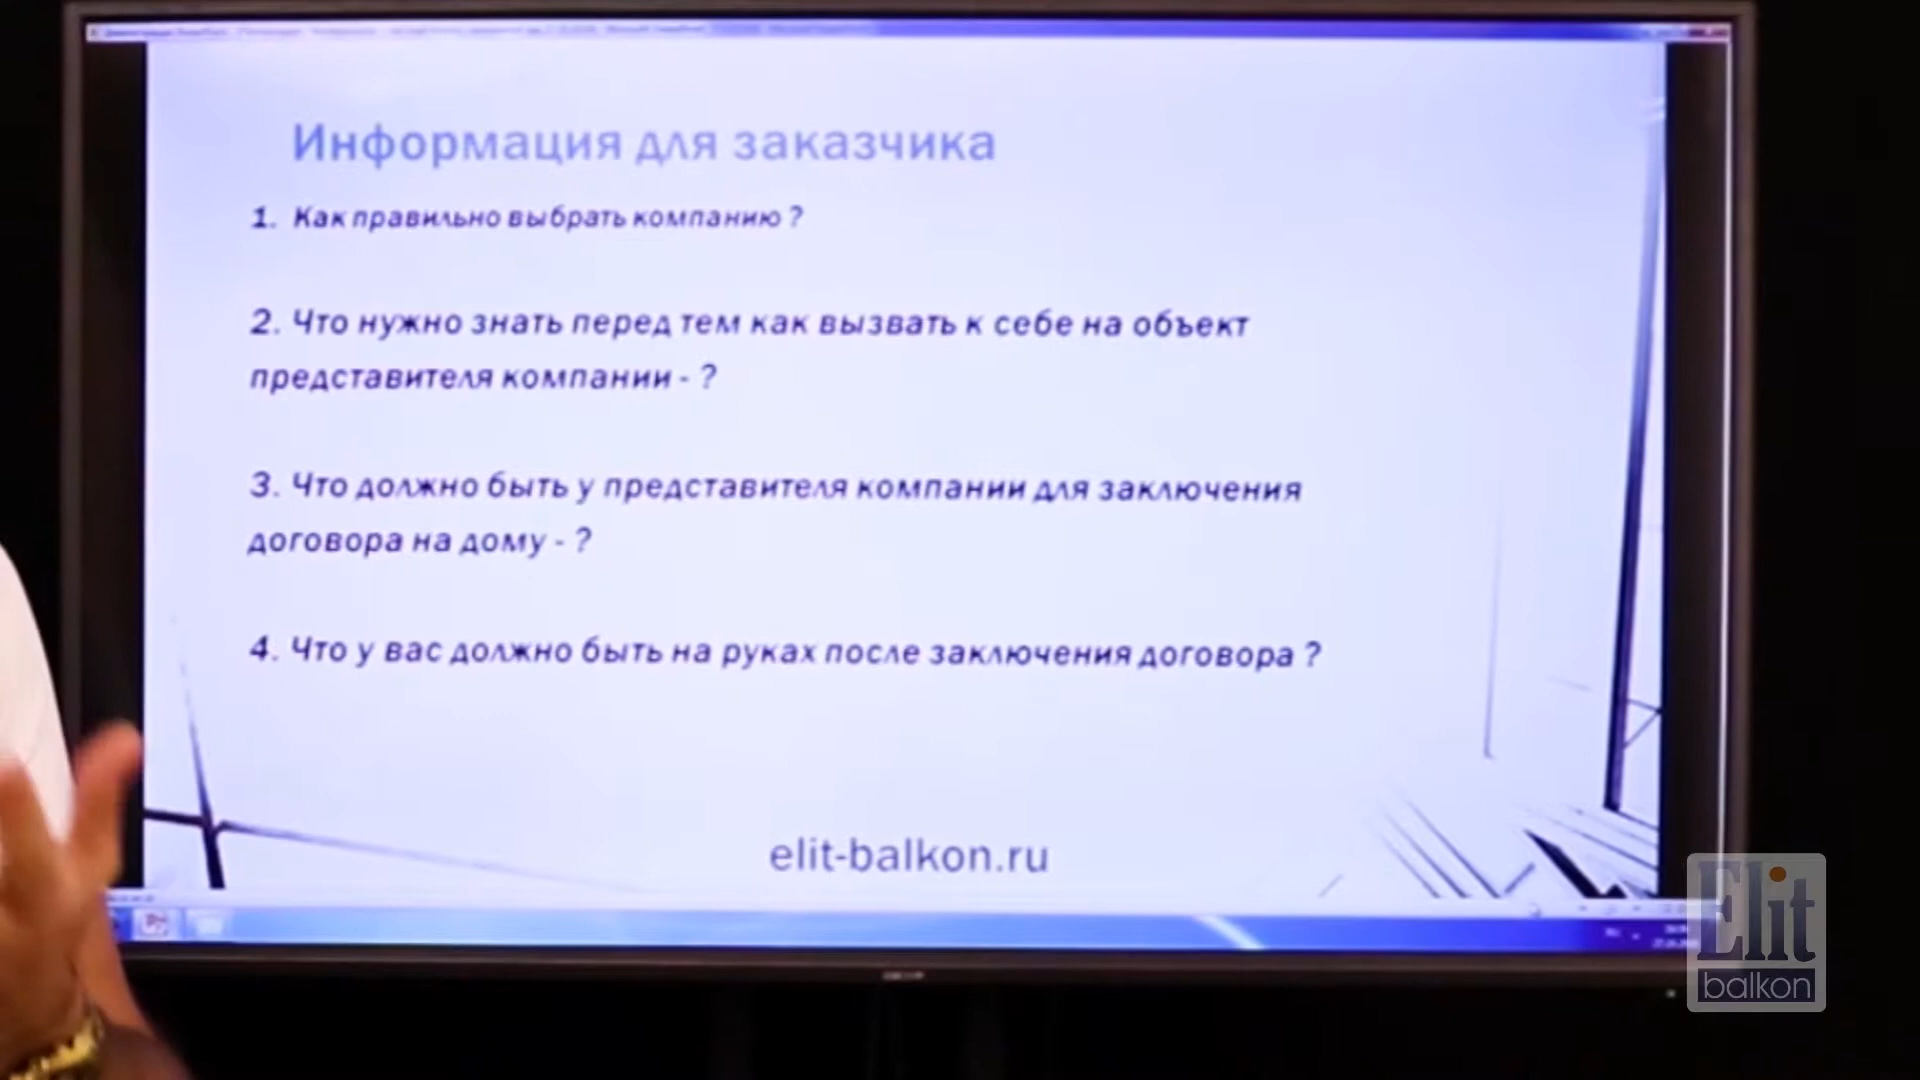 Информация для заказчика
1. Как правильно выбрать компанию ?
2. Что нужно знать перед тем как вызвать к себе на объект
представителя компании - ?
3. Что должно быть у представителя компании для заключения
договора на дому - ?
4. Что у вас должно быть на руках после заключения договора ?
elit-balkon.ru
Elit
balkon